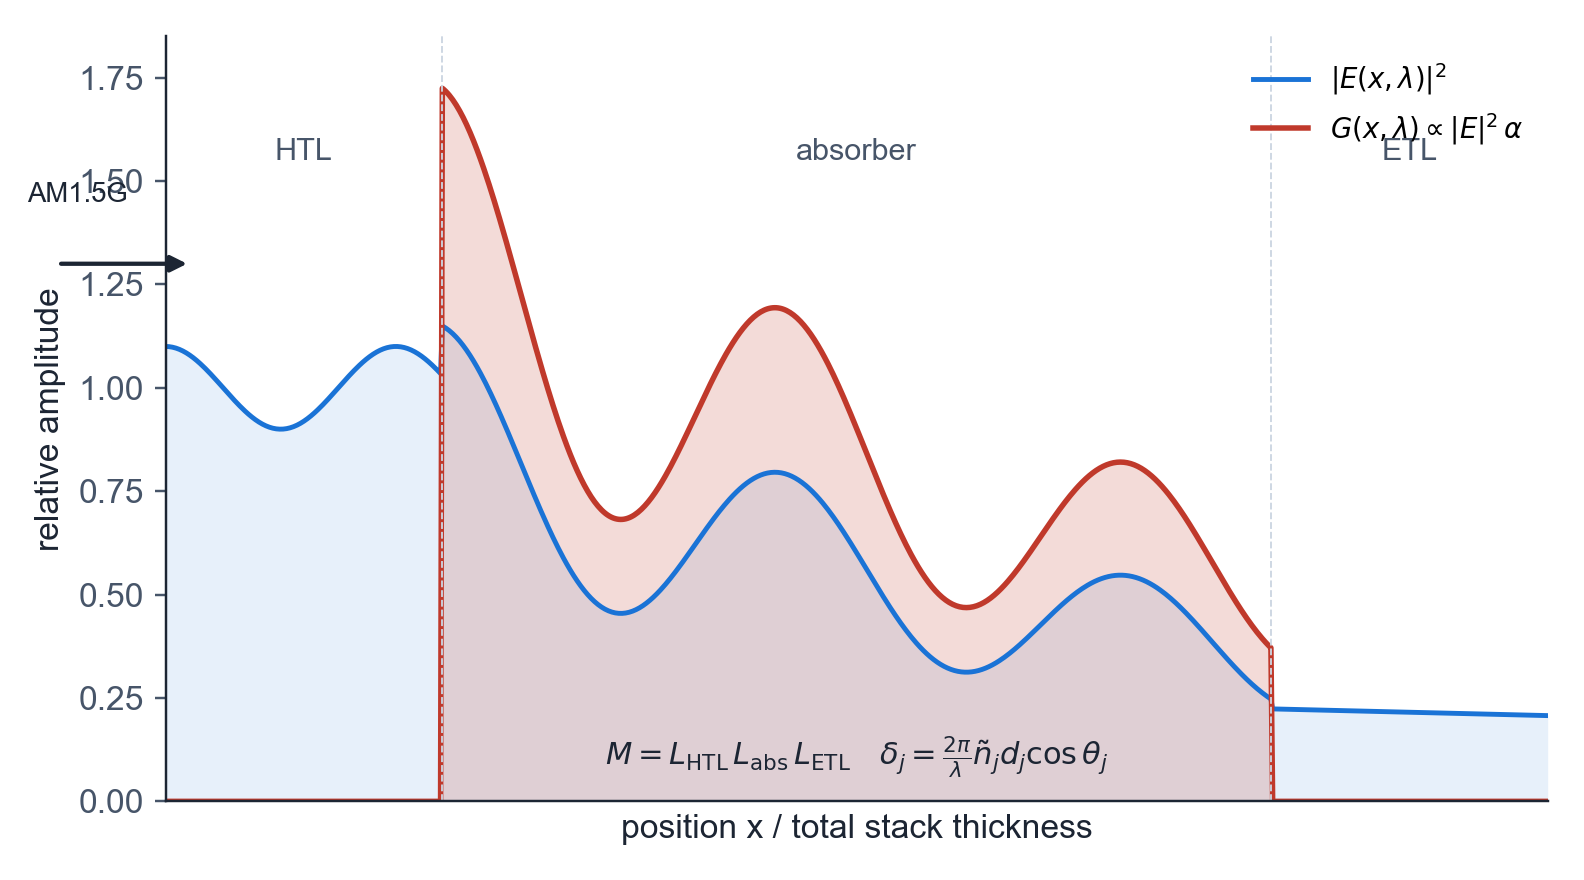 |E(x, λ)|²
G(x, λ) ∝ |E|² α
HTL
absorber
ETL
AM1.5G
1.75
1.50
1.25
1.00
0.75
0.50
0.25
0.00
relative amplitude
M = L_HTL L_abs L_ETL δ_j = 2π/λ ñ_j d_j cos θ_j
position x / total stack thickness